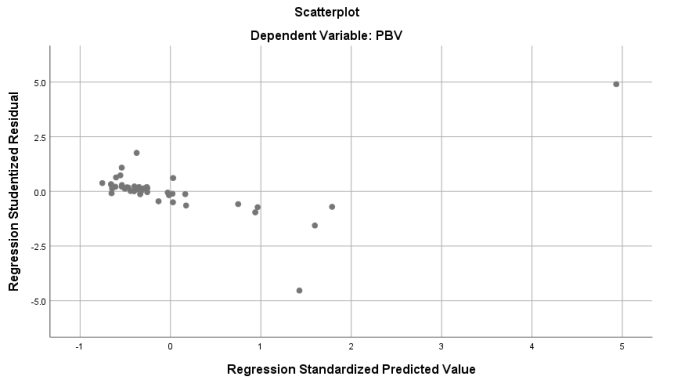 Scatterplot
Dependent Variable: PBV
Regression Studentized Residual
5.0
2.5
0.0
-2.5
-5.0
-1 0 1 2 3 4 5
Regression Standardized Predicted Value